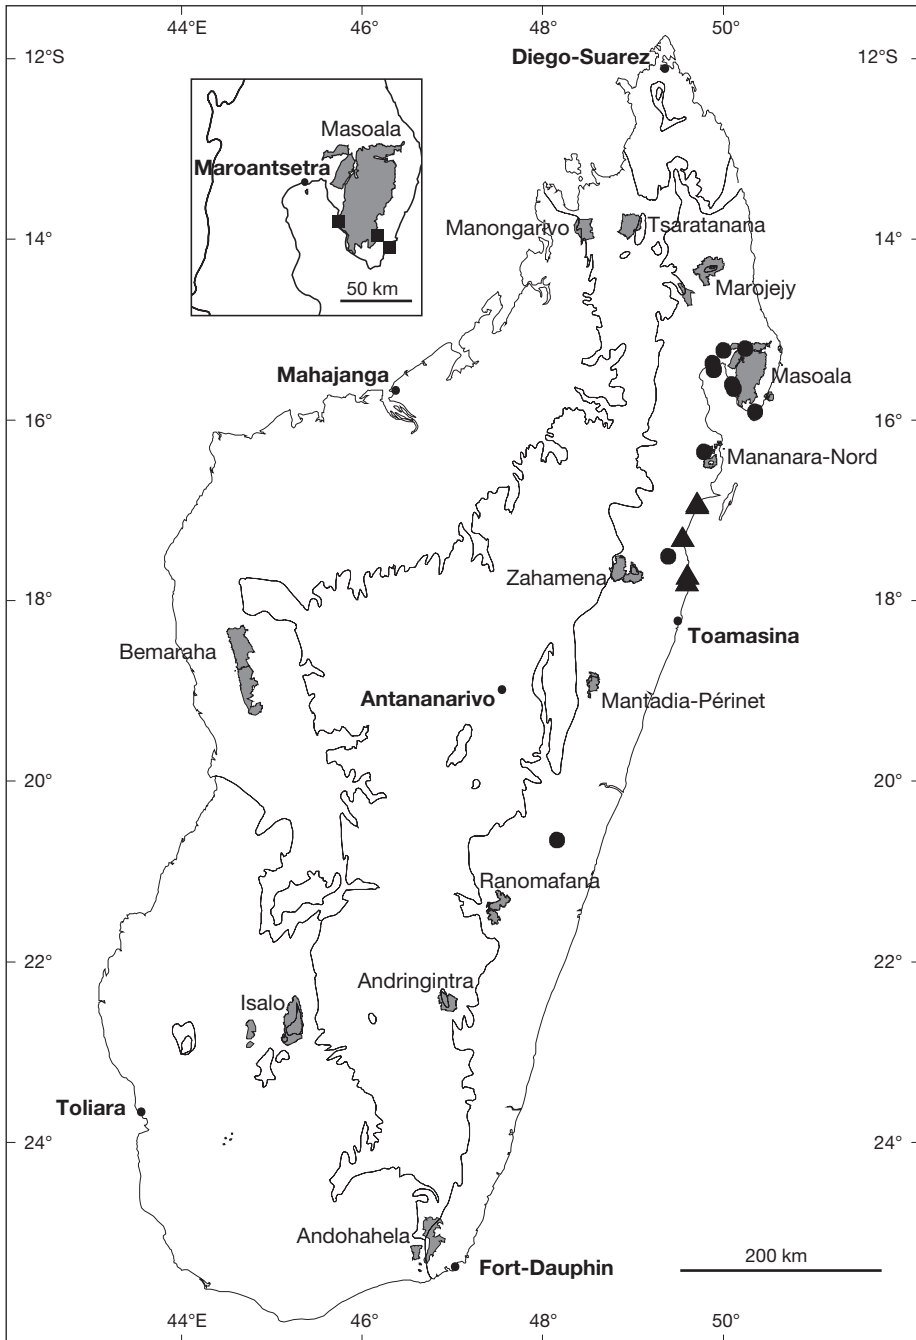 44°E 46° 48° 50°
12°S 12°S
Diego-Suarez
Masoala
Maroantsetra
50 km
Manongarivo Tsaratanana
14° 14°
Marojejy
Mahajanga
Masoala
16° 16°
Mananara-Nord
Zahamena
18° 18°
Toamasina
Bemaraha
Antananarivo
Mantadia-Périnet
20° 20°
Ranomafana
22° 22°
Andringintra
Isalo
Toliara
24° 24°
Andohahela
200 km
Fort-Dauphin
44°E 46° 48° 50°